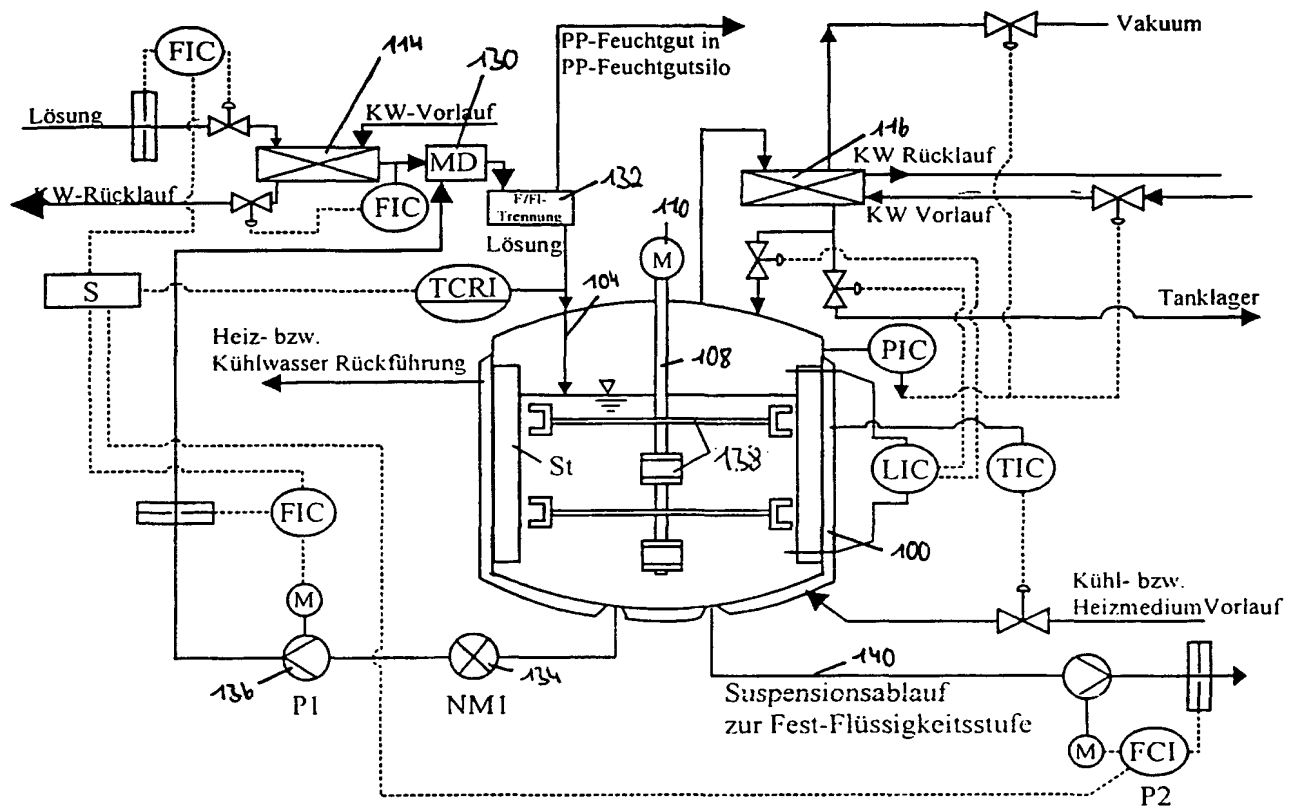 FIC
114
130
PP-Feuchtgut in
PP-Feuchtgutsilo
Vakuum
Lösung
KW-Vorlauf
MD
116
KW Rücklauf
KW-Rücklauf
FIC
F/Fl-
Trennung
132
110
KW Vorlauf
Lösung
M
S
TCRI
104
Tanklager
Heiz- bzw.
Kühlwasser Rückführung
108
PIC
St
138
LIC
TIC
FIC
100
M
Kühl- bzw.
Heizmedium Vorlauf
136
P1
134
NM1
140
Suspensionsablauf
zur Fest-Flüssigkeitsstufe
M
FCI
P2